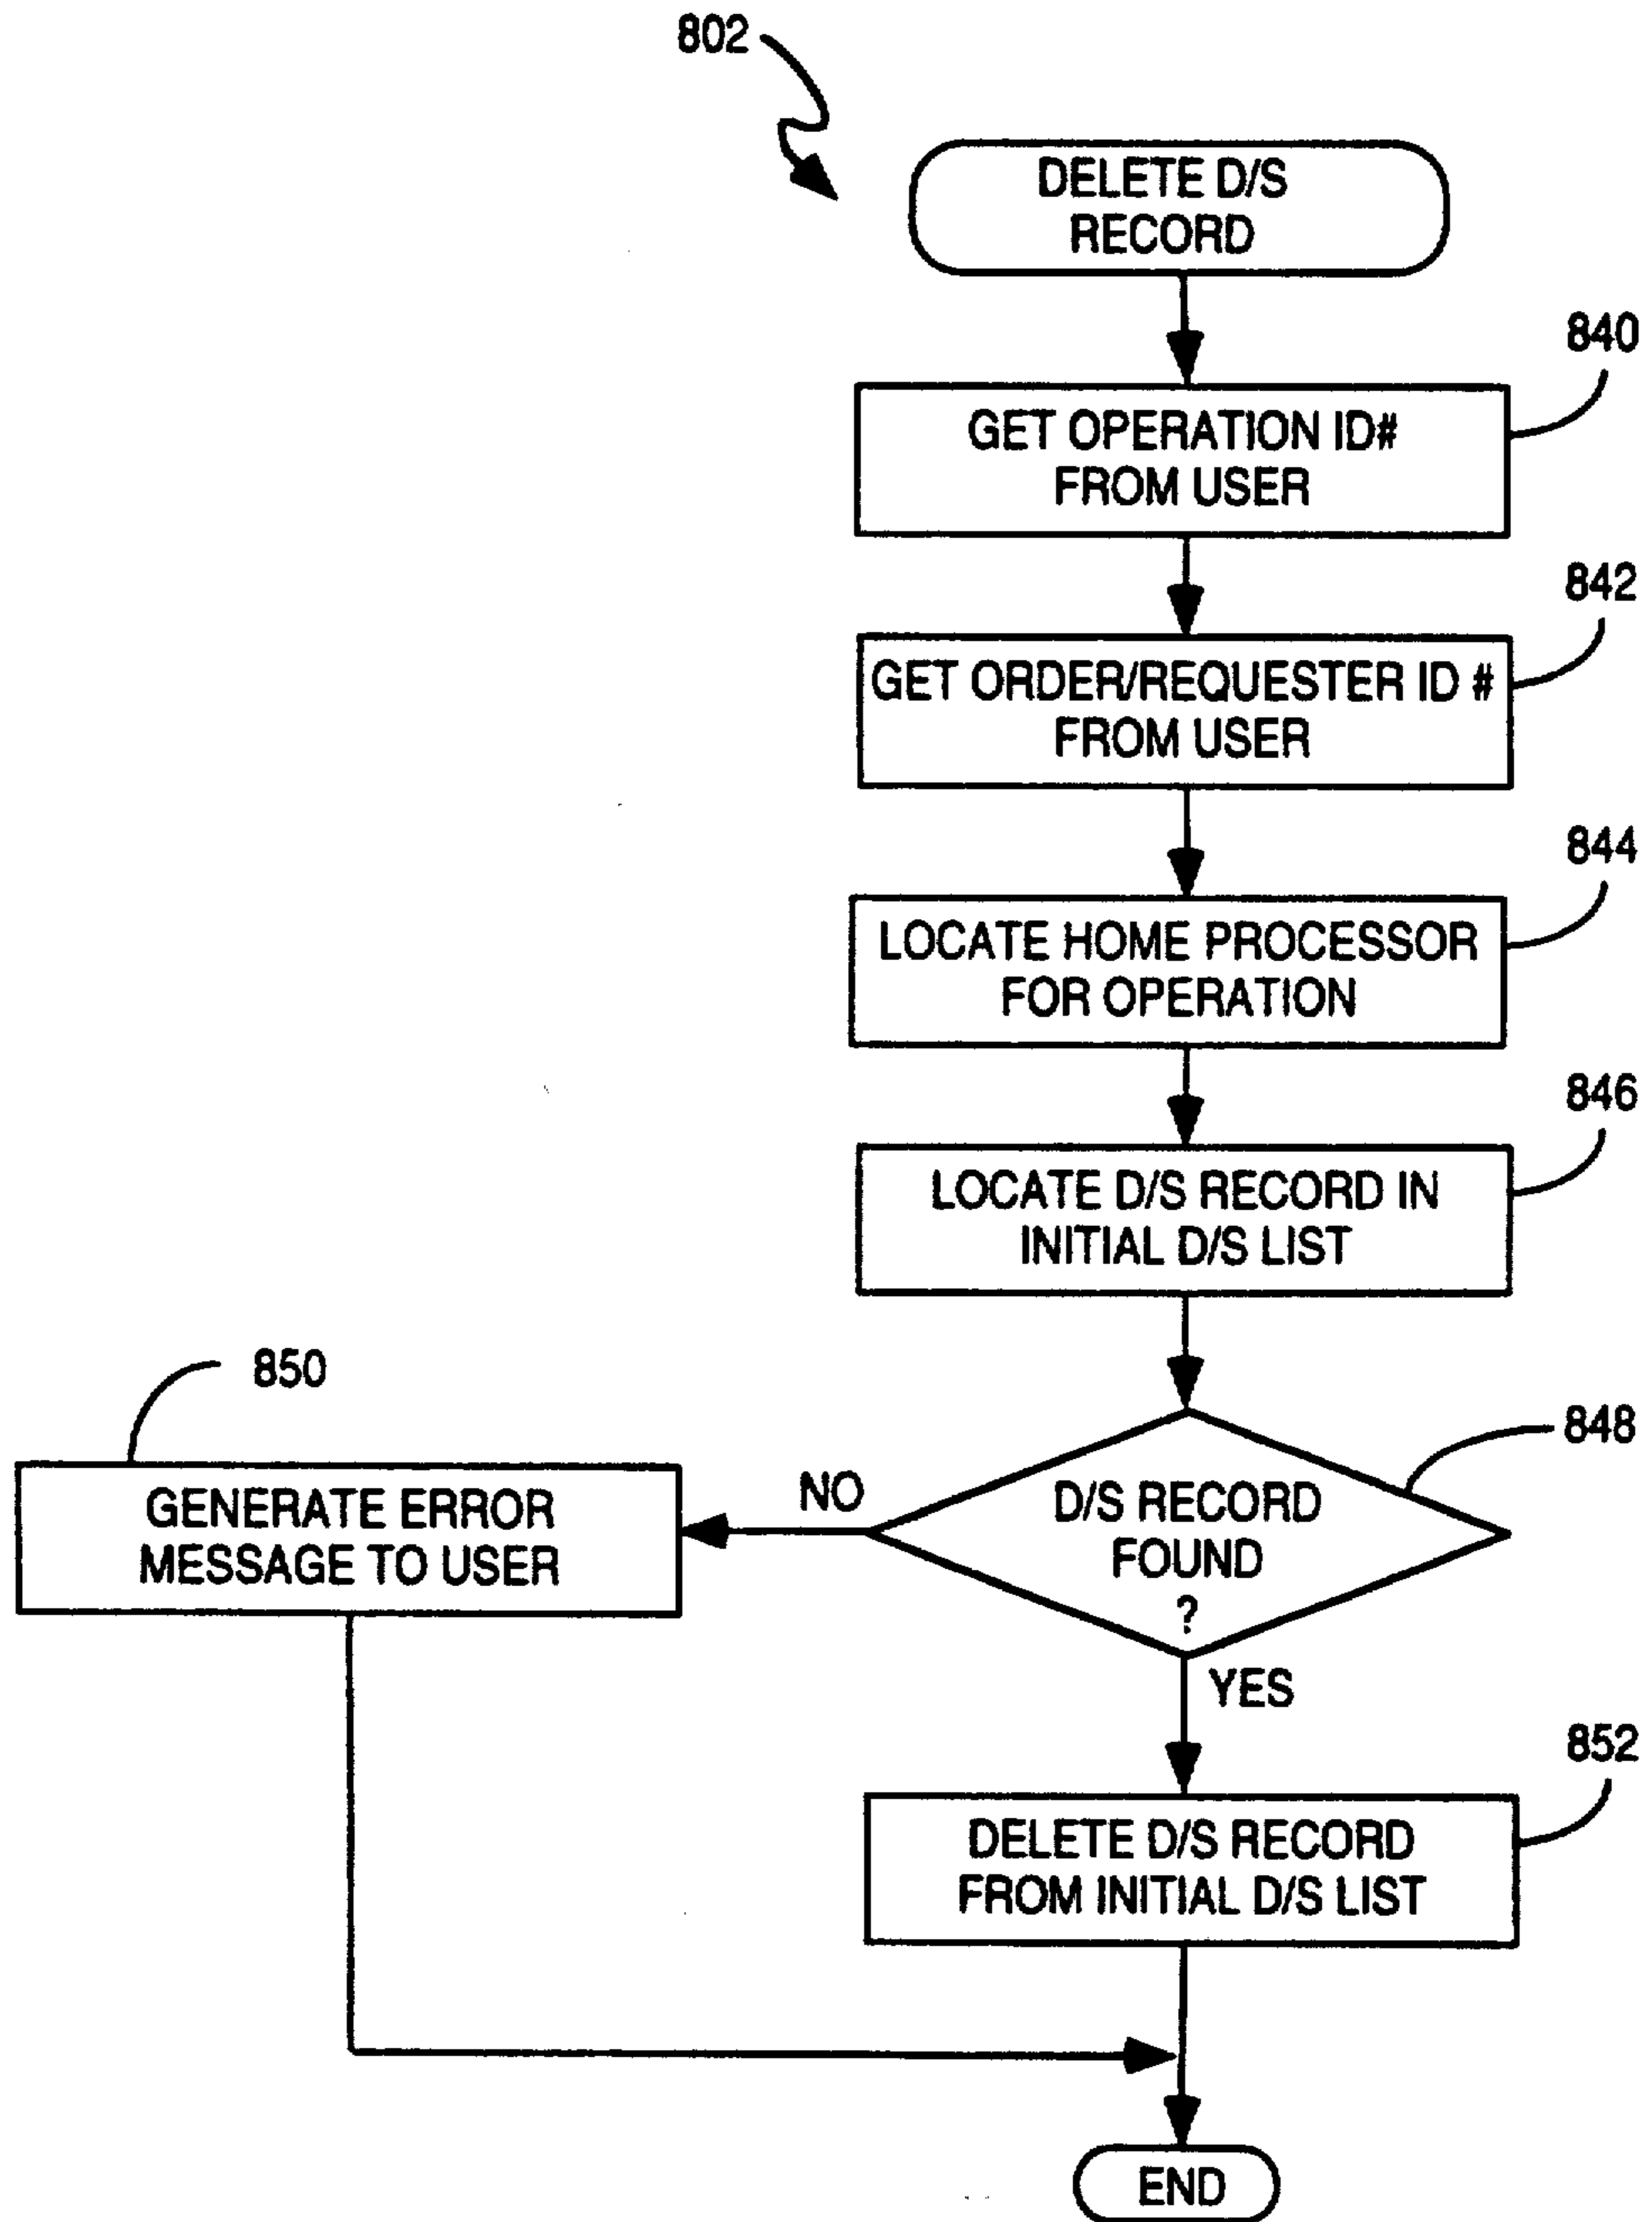 802
DELETE D/S
RECORD
840
GET OPERATION ID#
FROM USER
842
GET ORDER/REQUESTER ID #
FROM USER
844
LOCATE HOME PROCESSOR
FOR OPERATION
846
LOCATE D/S RECORD IN
INITIAL D/S LIST
850
848
GENERATE ERROR
MESSAGE TO USER
NO
D/S RECORD
FOUND
?
YES
852
DELETE D/S RECORD
FROM INITIAL D/S LIST
END